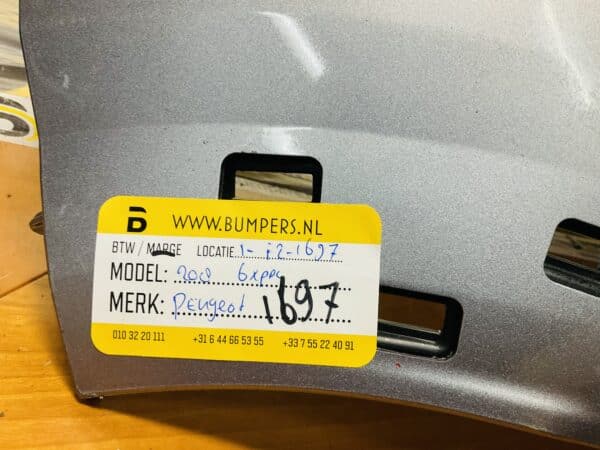 WWW.BUMPERS.NL
BTW / MARGE LOCATIE 1-i2-1697
MODEL: 208 6xPDC
MERK: Peugeot 1697
010 32 20 111 +31 6 44 66 53 55 +33 7 55 22 40 91